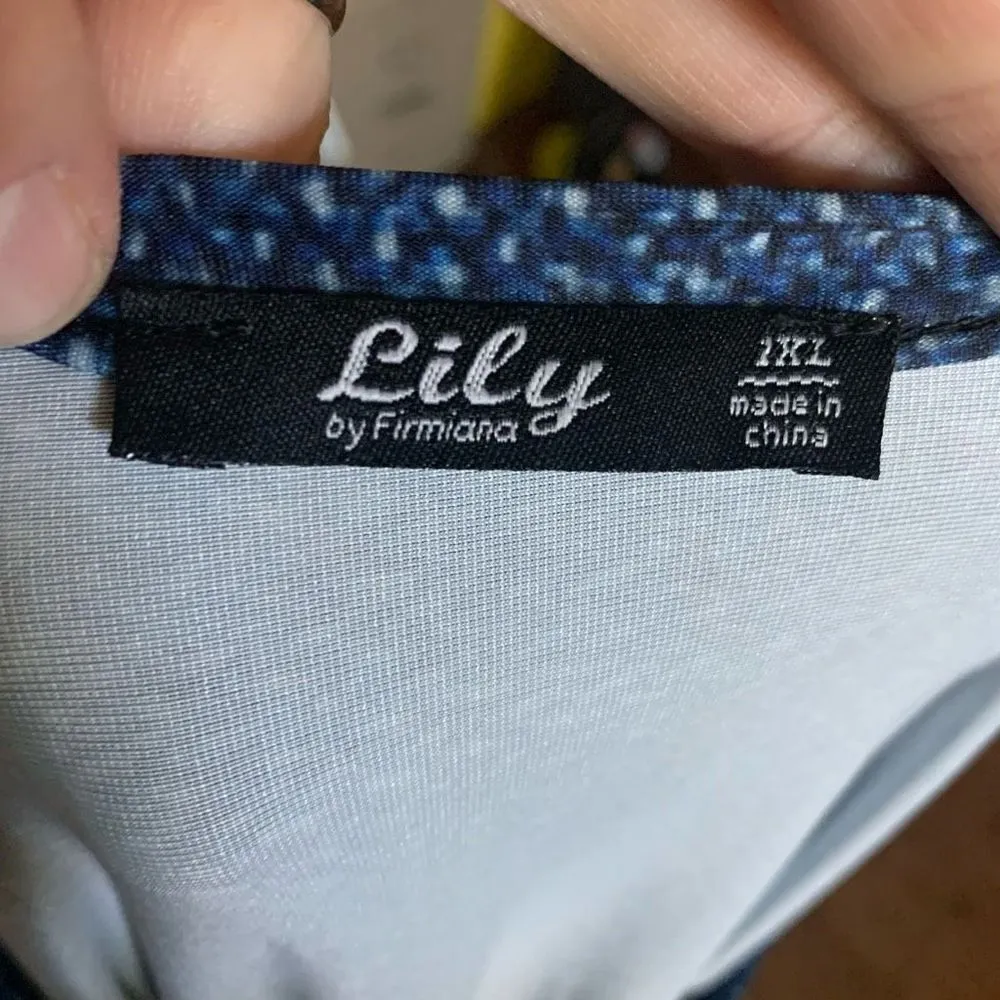 Lily
by Firmiana
1XL
made in
china